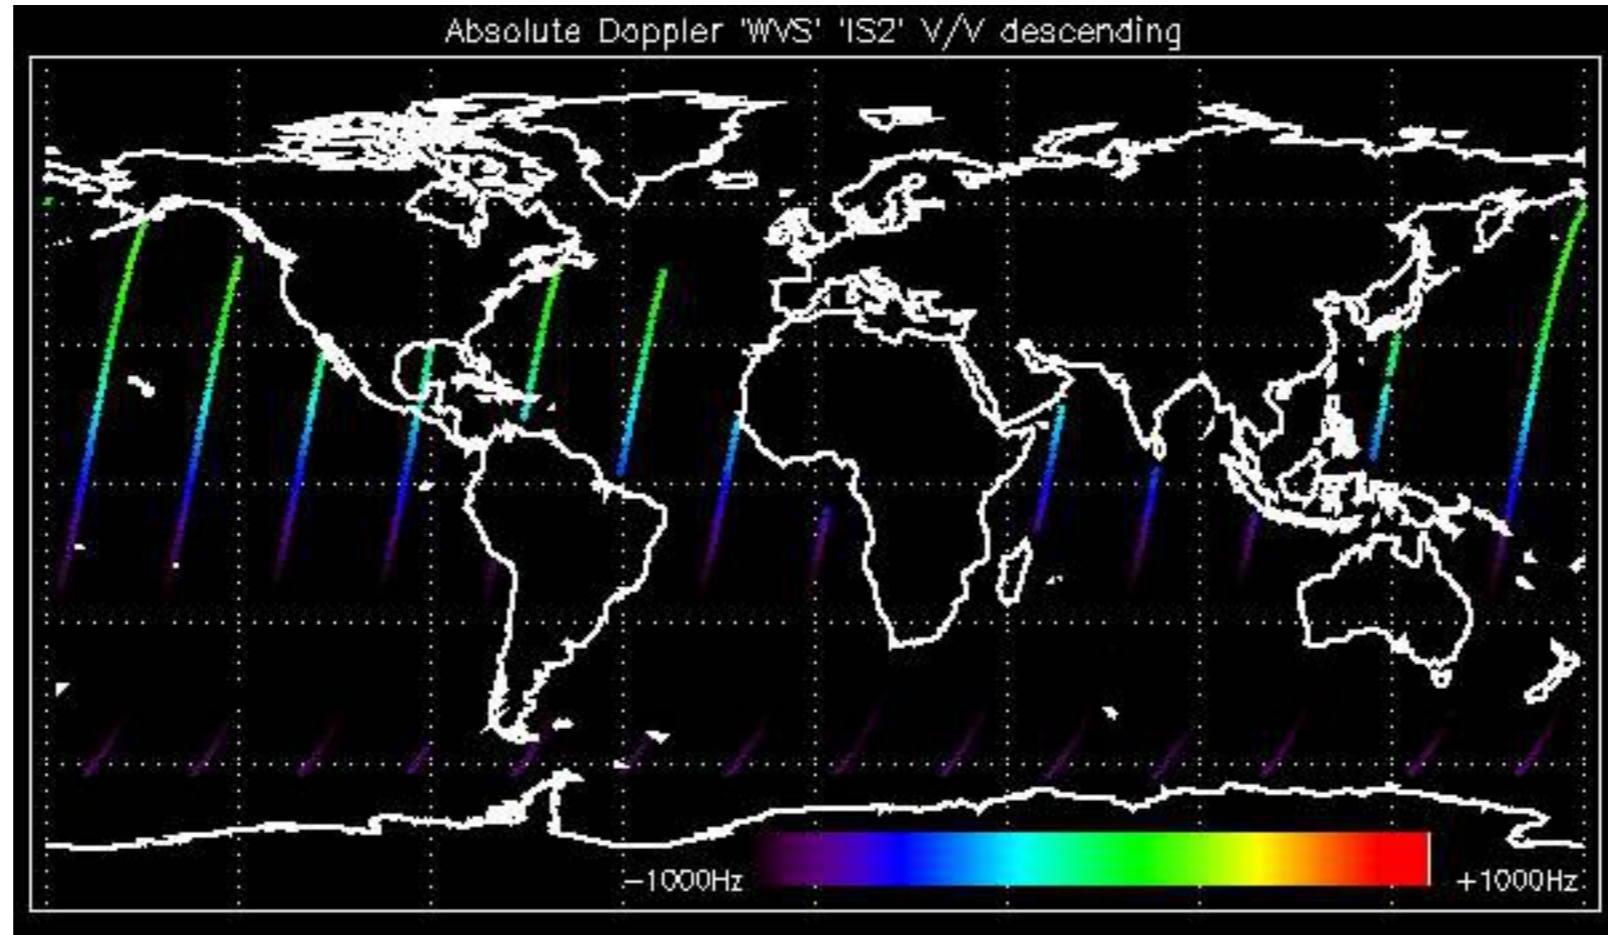 Absolute Doppler 'WVS' 'IS2' V/V descending
−1000Hz +1000Hz